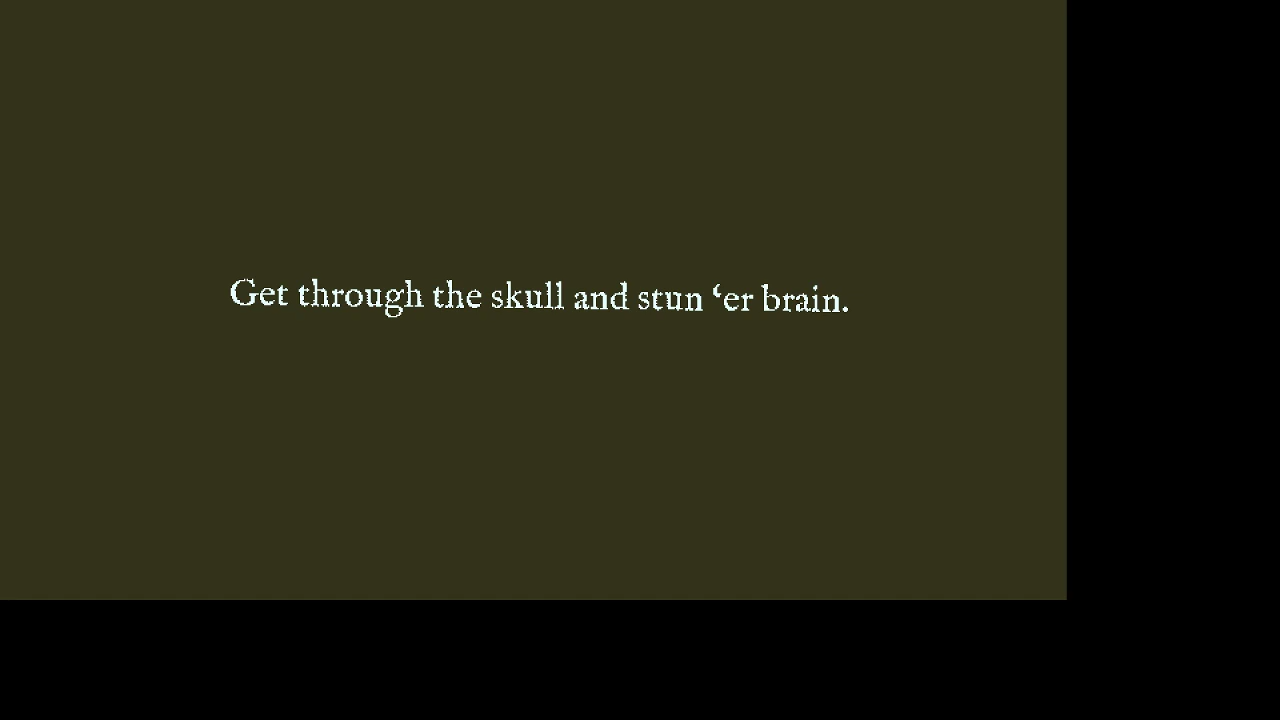 Get through the skull and stun ‘er brain.